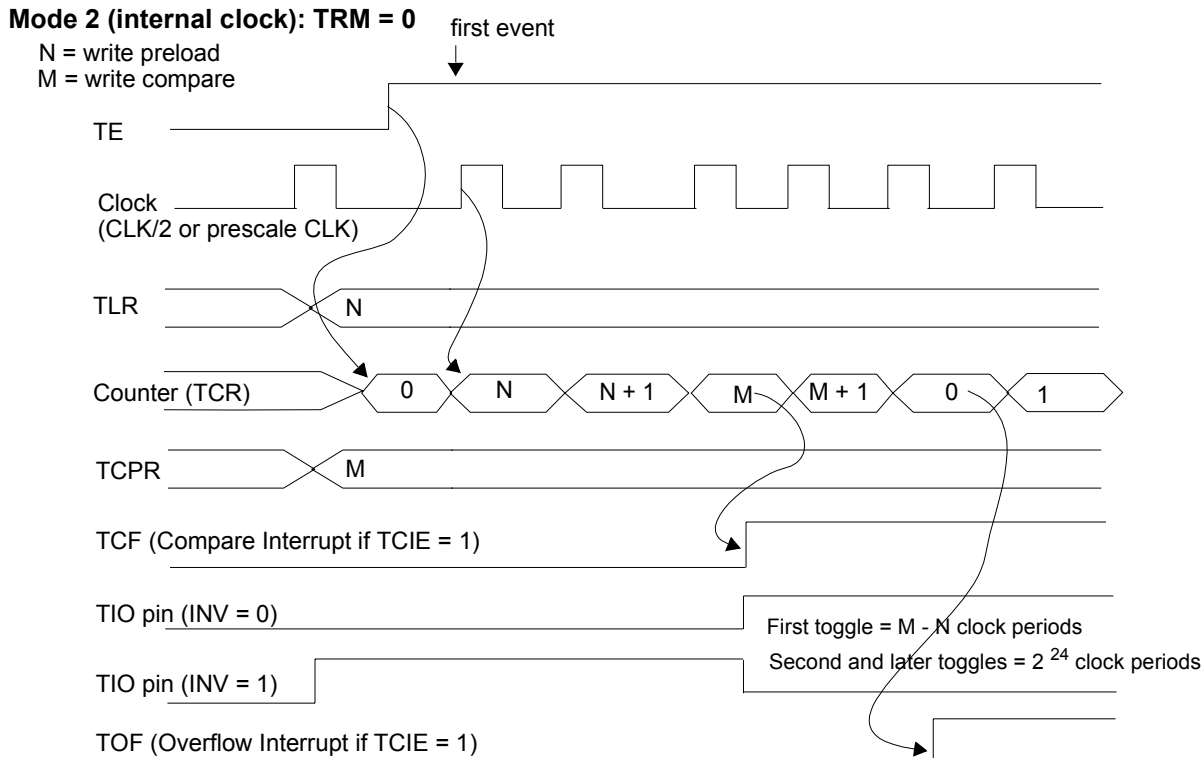 Mode 2 (internal clock): TRM = 0
first event
N = write preload
M = write compare
TE
Clock
(CLK/2 or prescale CLK)
TLR
N
Counter (TCR)
0
N
N + 1
M
M + 1
0
1
TCPR
M
TCF (Compare Interrupt if TCIE = 1)
TIO pin (INV = 0)
First toggle = M - N clock periods
Second and later toggles = 2 24 clock periods
TIO pin (INV = 1)
TOF (Overflow Interrupt if TCIE = 1)